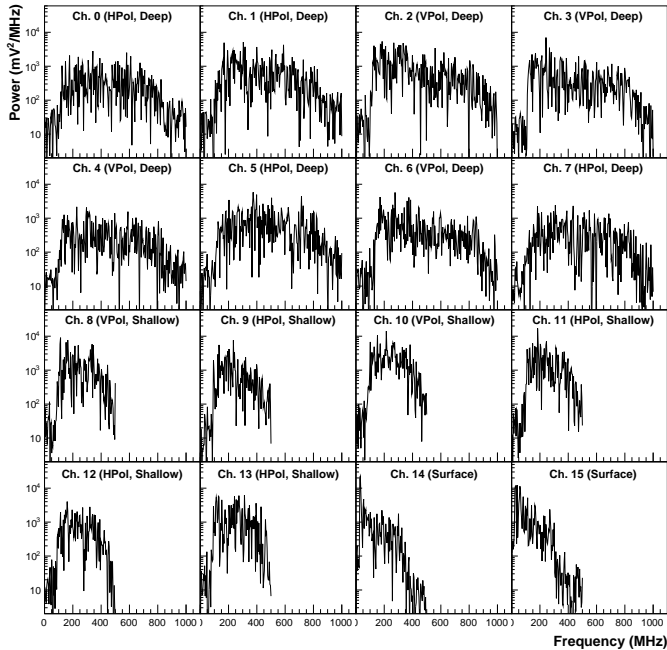 Ch. 0 (HPol, Deep) Ch. 1 (HPol, Deep) Ch. 2 (VPol, Deep) Ch. 3 (VPol, Deep)
Power (mV²/MHz)
10⁴
10³
10²
10
Ch. 4 (VPol, Deep) Ch. 5 (HPol, Deep) Ch. 6 (VPol, Deep) Ch. 7 (HPol, Deep)
10⁴
10³
10²
10
Ch. 8 (VPol, Shallow) Ch. 9 (HPol, Shallow) Ch. 10 (VPol, Shallow) Ch. 11 (HPol, Shallow)
10⁴
10³
10²
10
Ch. 12 (HPol, Shallow) Ch. 13 (HPol, Shallow) Ch. 14 (Surface) Ch. 15 (Surface)
10⁴
10³
10²
10
0 200 400 600 800 1000 0 200 400 600 800 1000 0 200 400 600 800 1000 0 200 400 600 800 1000
Frequency (MHz)